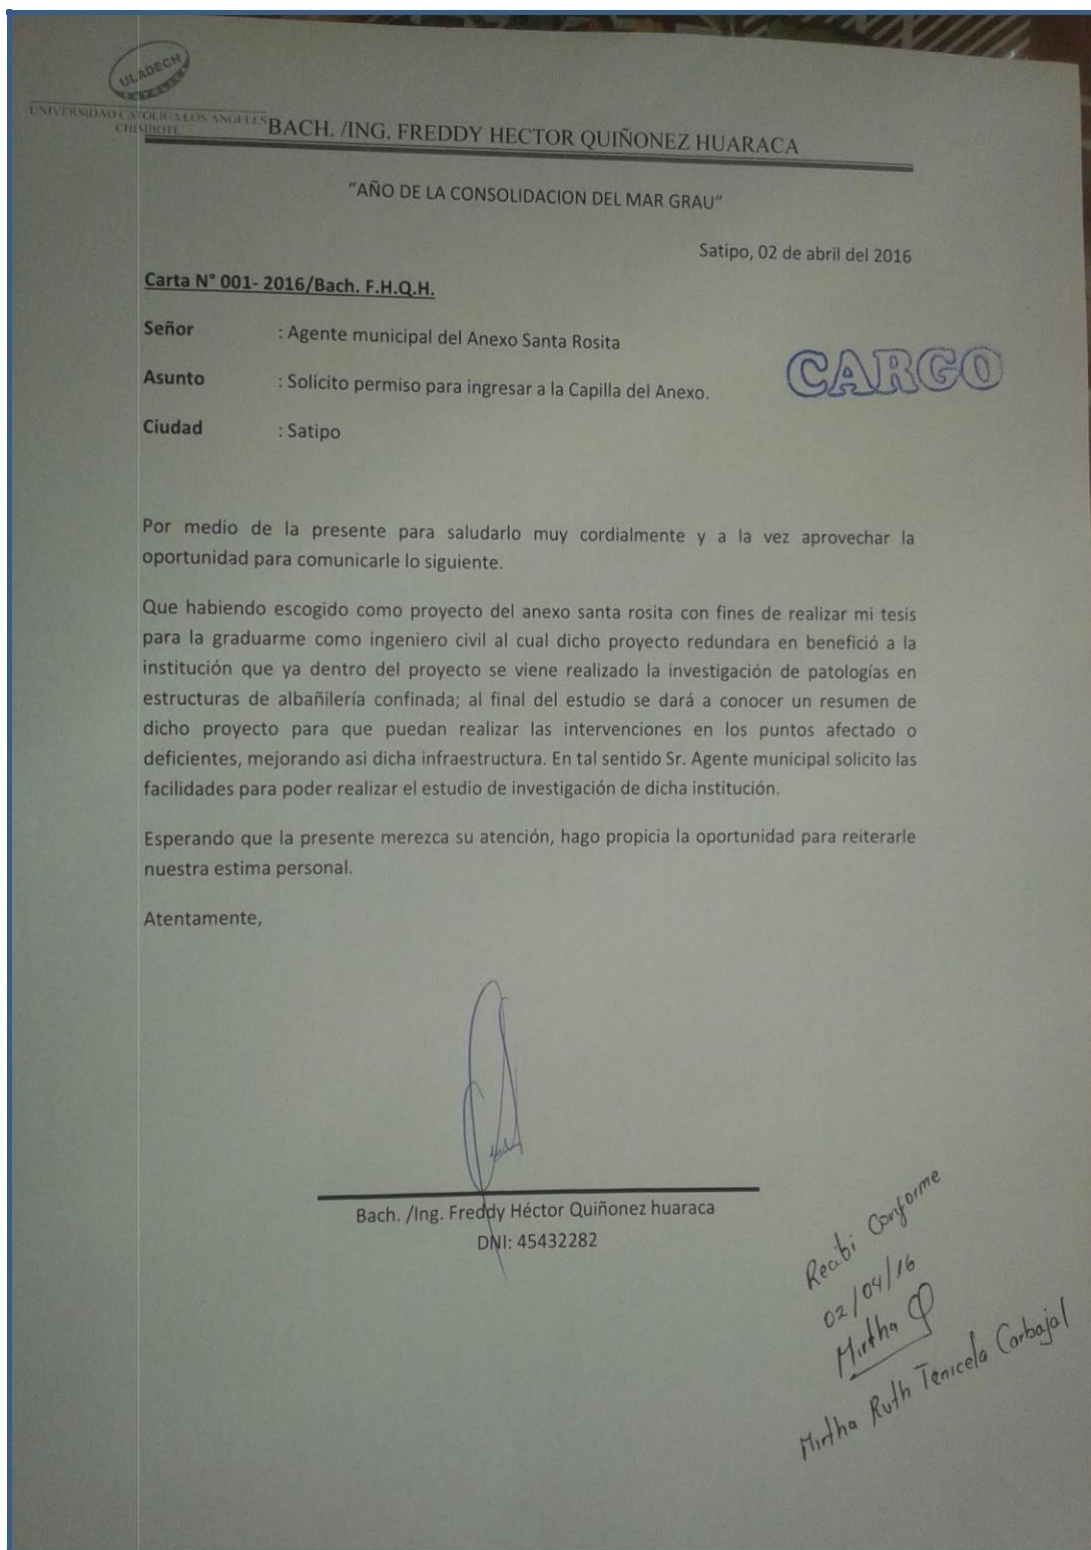 ULADECH
UNIVERSIDAD CATOLICA LOS ANGELES
CHIMBOTE
BACH. /ING. FREDDY HECTOR QUIÑONEZ HUARACA
"AÑO DE LA CONSOLIDACION DEL MAR GRAU"
Satipo, 02 de abril del 2016
Carta N° 001- 2016/Bach. F.H.Q.H.
Señor : Agente municipal del Anexo Santa Rosita
CARGO
Asunto : Solicito permiso para ingresar a la Capilla del Anexo.
Ciudad : Satipo
Por medio de la presente para saludarlo muy cordialmente y a la vez aprovechar la
oportunidad para comunicarle lo siguiente.
Que habiendo escogido como proyecto del anexo santa rosita con fines de realizar mi tesis
para la graduarme como ingeniero civil al cual dicho proyecto redundara en benefició a la
institución que ya dentro del proyecto se viene realizado la investigación de patologías en
estructuras de albañilería confinada; al final del estudio se dará a conocer un resumen de
dicho proyecto para que puedan realizar las intervenciones en los puntos afectado o
deficientes, mejorando asi dicha infraestructura. En tal sentido Sr. Agente municipal solicito las
facilidades para poder realizar el estudio de investigación de dicha institución.
Esperando que la presente merezca su atención, hago propicia la oportunidad para reiterarle
nuestra estima personal.
Atentamente,
Bach. /Ing. Freddy Héctor Quiñonez huaraca
DNI: 45432282
Recibi Conforme
02/04/16
Mirtha
Mirtha Ruth Tenicela Carbajal